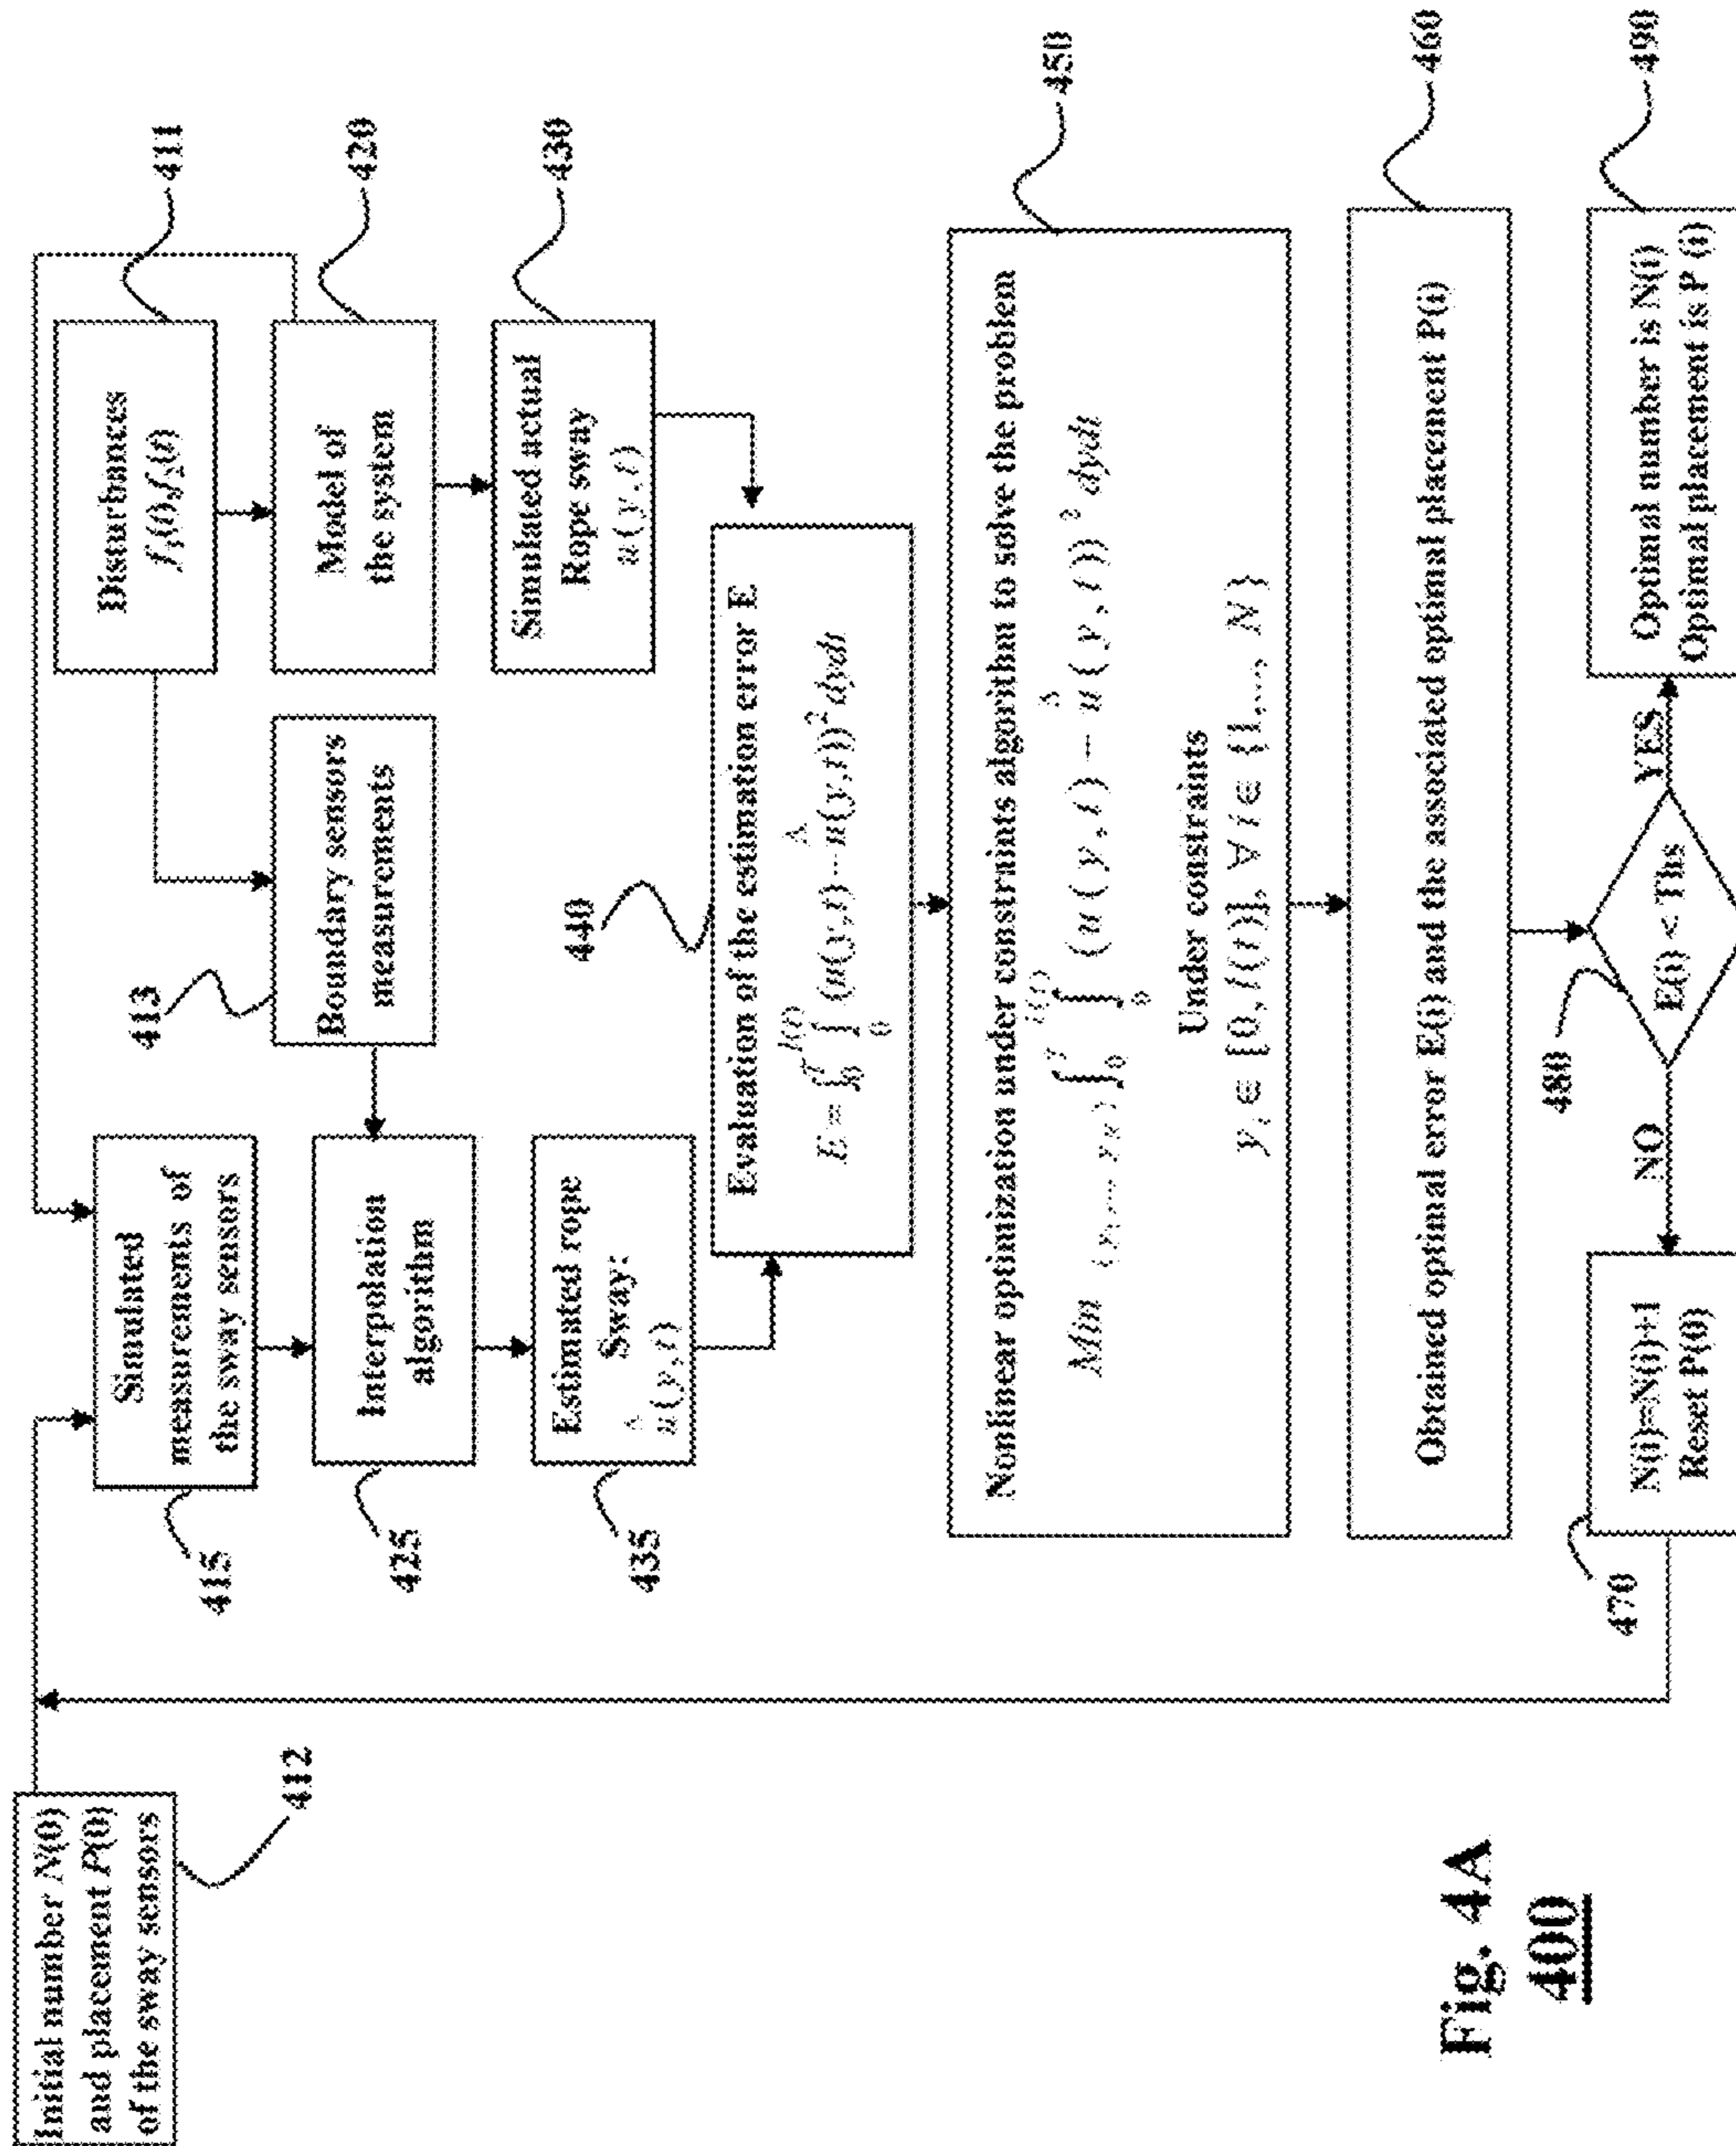 Initial number N(0)
and placement P(0)
of the sway sensors
412
Simulated
measurements of
the sway sensors
415
Disturbances
f₁(t),f₂(t)
411
Boundary sensors
measurements
413
Model of
the system
420
Interpolation
algorithm
425
Simulated actual
Rope sway
u(y,t)
430
Estimated rope
Sway:
û(y,t)
435
Evaluation of the estimation error E
E = ∫₀ᵀ ∫₀^l(t) (u(y,t)-û(y,t))² dydt
440
Nonlinear optimization under constraints algorithm to solve the problem
Min (y₁,... y_N) ∫₀ᵀ ∫₀^l(t) (u(y,t) - û(y,t))² dydt
Under constraints
yᵢ ∈ [0,l(t)], ∀ i ∈ {1,..., N}
450
Obtained optimal error E(i) and the associated optimal placement P(i)
460
N(i)=N(i)+1
Reset P(0)
470
NO
E(i) < Ths
480
YES
Optimal number is N(i)
Optimal placement is P (i)
490
Fig. 4A
400